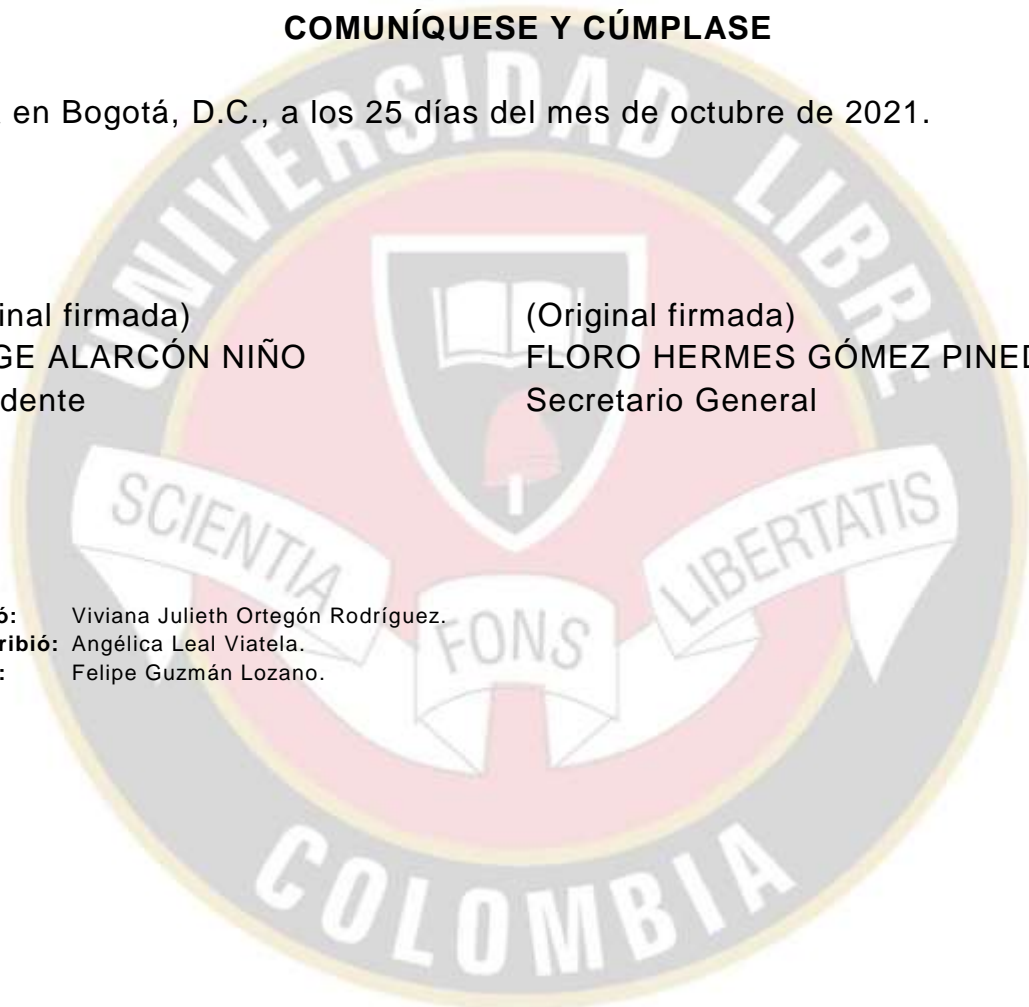 COMUNÍQUESE Y CÚMPLASE
en Bogotá, D.C., a los 25 días del mes de octubre de 2021.
inal firmada) (Original firmada)
GE ALARCÓN NIÑO FLORO HERMES GÓMEZ PINED
dente Secretario General
ó: Viviana Julieth Ortegón Rodríguez.
ribió: Angélica Leal Viatela.
: Felipe Guzmán Lozano.
UNIVERSIDAD LIBRE
SCIENTIA FONS LIBERTATIS
COLOMBIA